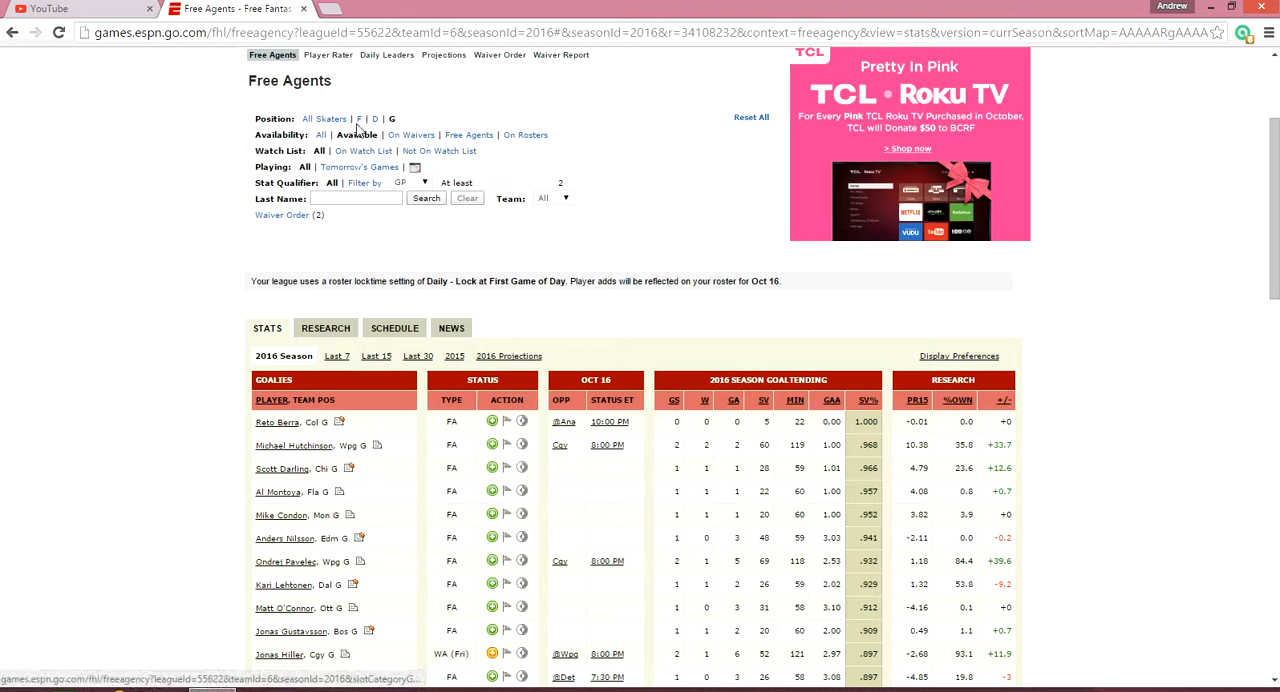 YouTube × Free Agents - Free Fantas × Andrew
games.espn.go.com/fhl/freeagency?leagueId=55622&teamId=6&seasonId=2016#&seasonId=2016&r=34108232&context=freeagency&view=stats&version=currSeason&sortMap=AAAAARgAAAA
Free Agents Player Rater Daily Leaders Projections Waiver Order Waiver Report
Free Agents
Position: All Skaters | F | D | G
Availability: All | Available | On Waivers | Free Agents | On Rosters
Watch List: All | On Watch List | Not On Watch List
Playing: All | Tomorrow's Games
Stat Qualifier: All | Filter by GP At least 2
Last Name: Search Clear Team: All
Waiver Order (2)
Reset All
TCL
Pretty In Pink
TCL • Roku TV
For Every Pink TCL Roku TV Purchased in October,
TCL will Donate $50 to BCRF
> Shop now
NETFLIX
VUDU
Your league uses a roster locktime setting of Daily - Lock at First Game of Day. Player adds will be reflected on your roster for Oct 16.
STATS RESEARCH SCHEDULE NEWS
2016 Season Last 7 Last 15 Last 30 2015 2016 Projections Display Preferences
GOALIES STATUS OCT 16 2016 SEASON GOALTENDING RESEARCH
PLAYER, TEAM POS TYPE ACTION OPP STATUS ET GS W GA SV MIN GAA SV% PR15 %OWN +/-
Reto Berra, Col G FA @Ana 10:00 PM 0 0 0 5 22 0.00 1.000 -0.01 0.0 +0
Michael Hutchinson, Wpg G FA Cgy 8:00 PM 2 2 2 60 119 1.00 .968 10.38 35.8 +33.7
Scott Darling, Chi G FA 1 1 1 28 59 1.01 .966 4.79 23.6 +12.6
Al Montoya, Fla G FA 1 1 1 22 60 1.00 .957 4.08 0.8 +0.7
Mike Condon, Mon G FA 1 1 1 20 60 1.00 .952 3.82 3.9 +0
Anders Nilsson, Edm G FA 1 0 3 48 59 3.03 .941 -2.11 0.0 -0.2
Ondrej Pavelec, Wpg G FA Cgy 8:00 PM 2 1 5 69 118 2.53 .932 1.18 84.4 +39.6
Kari Lehtonen, Dal G FA 1 1 2 26 59 2.02 .929 1.32 53.8 -9.2
Matt O'Connor, Ott G FA 1 0 3 31 58 3.10 .912 -4.16 0.1 +0
Jonas Gustavsson, Bos G FA 1 1 2 20 60 2.00 .909 0.49 1.1 +0.7
Jonas Hiller, Cgy G WA (Fri) @Wpg 8:00 PM 2 1 6 52 121 2.97 .897 -2.68 93.1 +11.9
FA @Det 7:30 PM 1 0 3 26 58 3.10 .897 -4.85 19.8 -3
games.espn.go.com/fhl/freeagency?leagueId=55622&teamId=6&seasonId=2016&slotCategoryG...